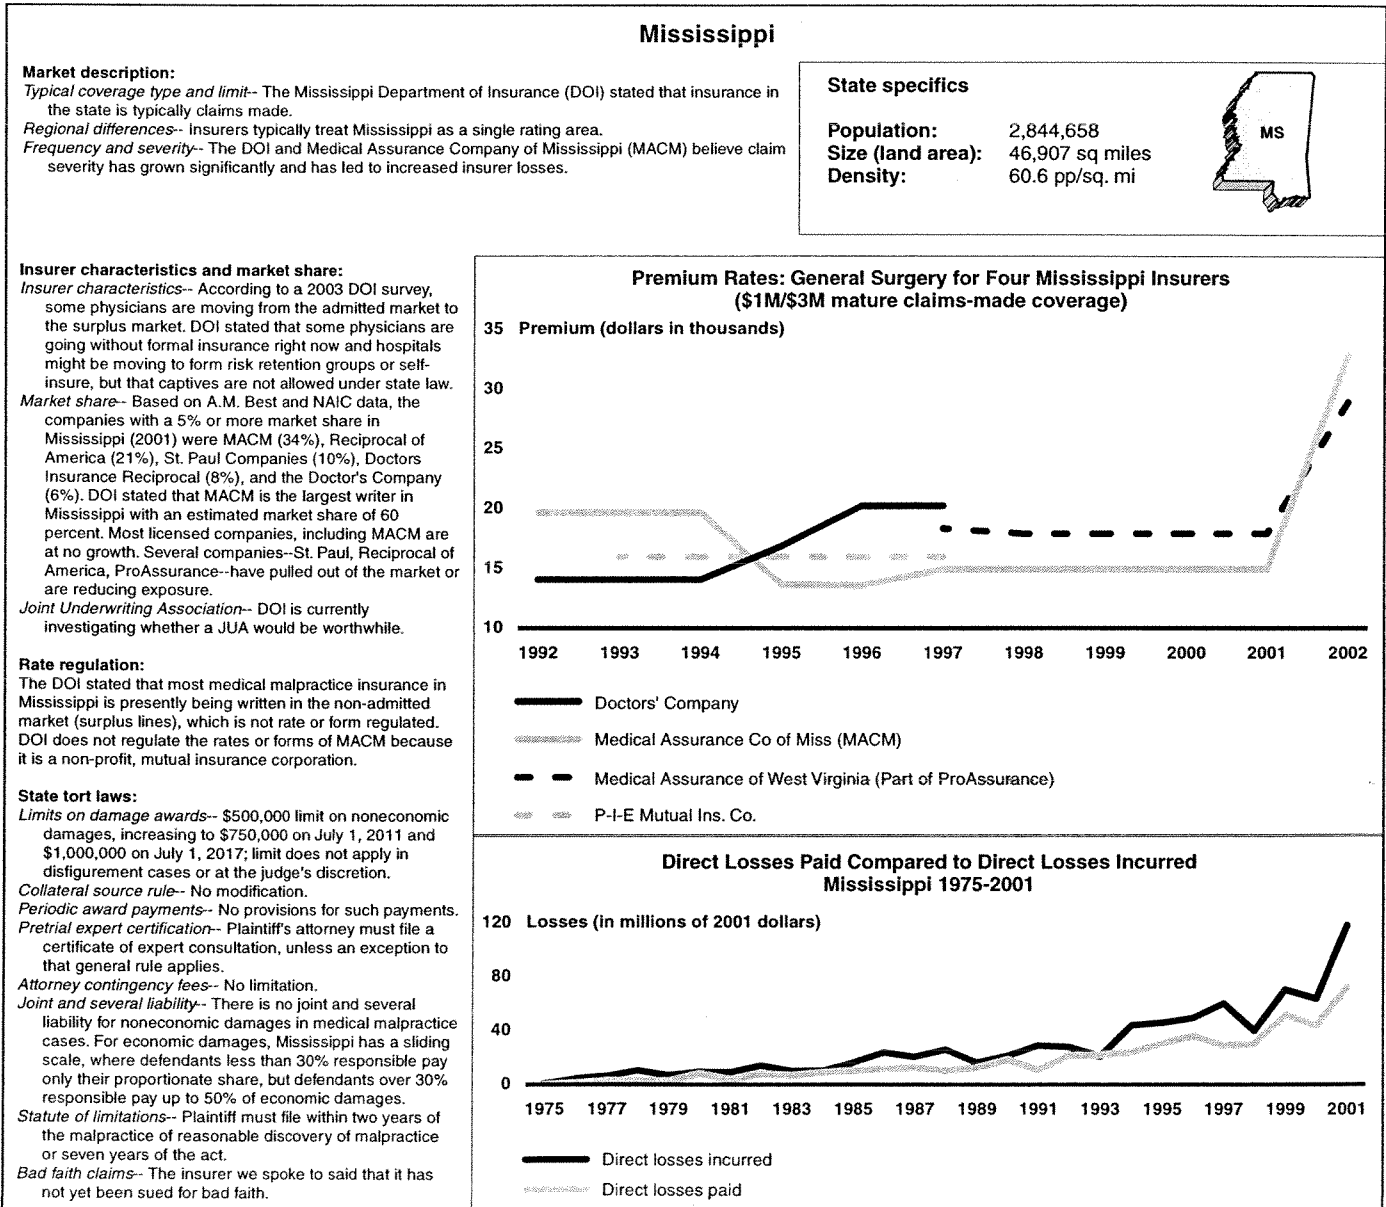 Mississippi
Market description:
Typical coverage type and limit-- The Mississippi Department of Insurance (DOI) stated that insurance in
the state is typically claims made.
Regional differences-- Insurers typically treat Mississippi as a single rating area.
Frequency and severity-- The DOI and Medical Assurance Company of Mississippi (MACM) believe claim
severity has grown significantly and has led to increased insurer losses.
State specifics
Population: 2,844,658
Size (land area): 46,907 sq miles
Density: 60.6 pp/sq. mi
MS
Insurer characteristics and market share:
Insurer characteristics-- According to a 2003 DOI survey,
some physicians are moving from the admitted market to
the surplus market. DOI stated that some physicians are
going without formal insurance right now and hospitals
might be moving to form risk retention groups or self-
insure, but that captives are not allowed under state law.
Market share-- Based on A.M. Best and NAIC data, the
companies with a 5% or more market share in
Mississippi (2001) were MACM (34%), Reciprocal of
America (21%), St. Paul Companies (10%), Doctors
Insurance Reciprocal (8%), and the Doctor's Company
(6%). DOI stated that MACM is the largest writer in
Mississippi with an estimated market share of 60
percent. Most licensed companies, including MACM are
at no growth. Several companies--St. Paul, Reciprocal of
America, ProAssurance--have pulled out of the market or
are reducing exposure.
Joint Underwriting Association-- DOI is currently
investigating whether a JUA would be worthwhile.
Rate regulation:
The DOI stated that most medical malpractice insurance in
Mississippi is presently being written in the non-admitted
market (surplus lines), which is not rate or form regulated.
DOI does not regulate the rates or forms of MACM because
it is a non-profit, mutual insurance corporation.
State tort laws:
Limits on damage awards-- $500,000 limit on noneconomic
damages, increasing to $750,000 on July 1, 2011 and
$1,000,000 on July 1, 2017; limit does not apply in
disfigurement cases or at the judge's discretion.
Collateral source rule-- No modification.
Periodic award payments-- No provisions for such payments.
Pretrial expert certification-- Plaintiff's attorney must file a
certificate of expert consultation, unless an exception to
that general rule applies.
Attorney contingency fees-- No limitation.
Joint and several liability-- There is no joint and several
liability for noneconomic damages in medical malpractice
cases. For economic damages, Mississippi has a sliding
scale, where defendants less than 30% responsible pay
only their proportionate share, but defendants over 30%
responsible pay up to 50% of economic damages.
Statute of limitations-- Plaintiff must file within two years of
the malpractice of reasonable discovery of malpractice
or seven years of the act.
Bad faith claims-- The insurer we spoke to said that it has
not yet been sued for bad faith.
Premium Rates: General Surgery for Four Mississippi Insurers
($1M/$3M mature claims-made coverage)
35 Premium (dollars in thousands)
30
25
20
15
10
1992 1993 1994 1995 1996 1997 1998 1999 2000 2001 2002
Doctors' Company
Medical Assurance Co of Miss (MACM)
Medical Assurance of West Virginia (Part of ProAssurance)
P-I-E Mutual Ins. Co.
Direct Losses Paid Compared to Direct Losses Incurred
Mississippi 1975-2001
120 Losses (in millions of 2001 dollars)
80
40
0
1975 1977 1979 1981 1983 1985 1987 1989 1991 1993 1995 1997 1999 2001
Direct losses incurred
Direct losses paid